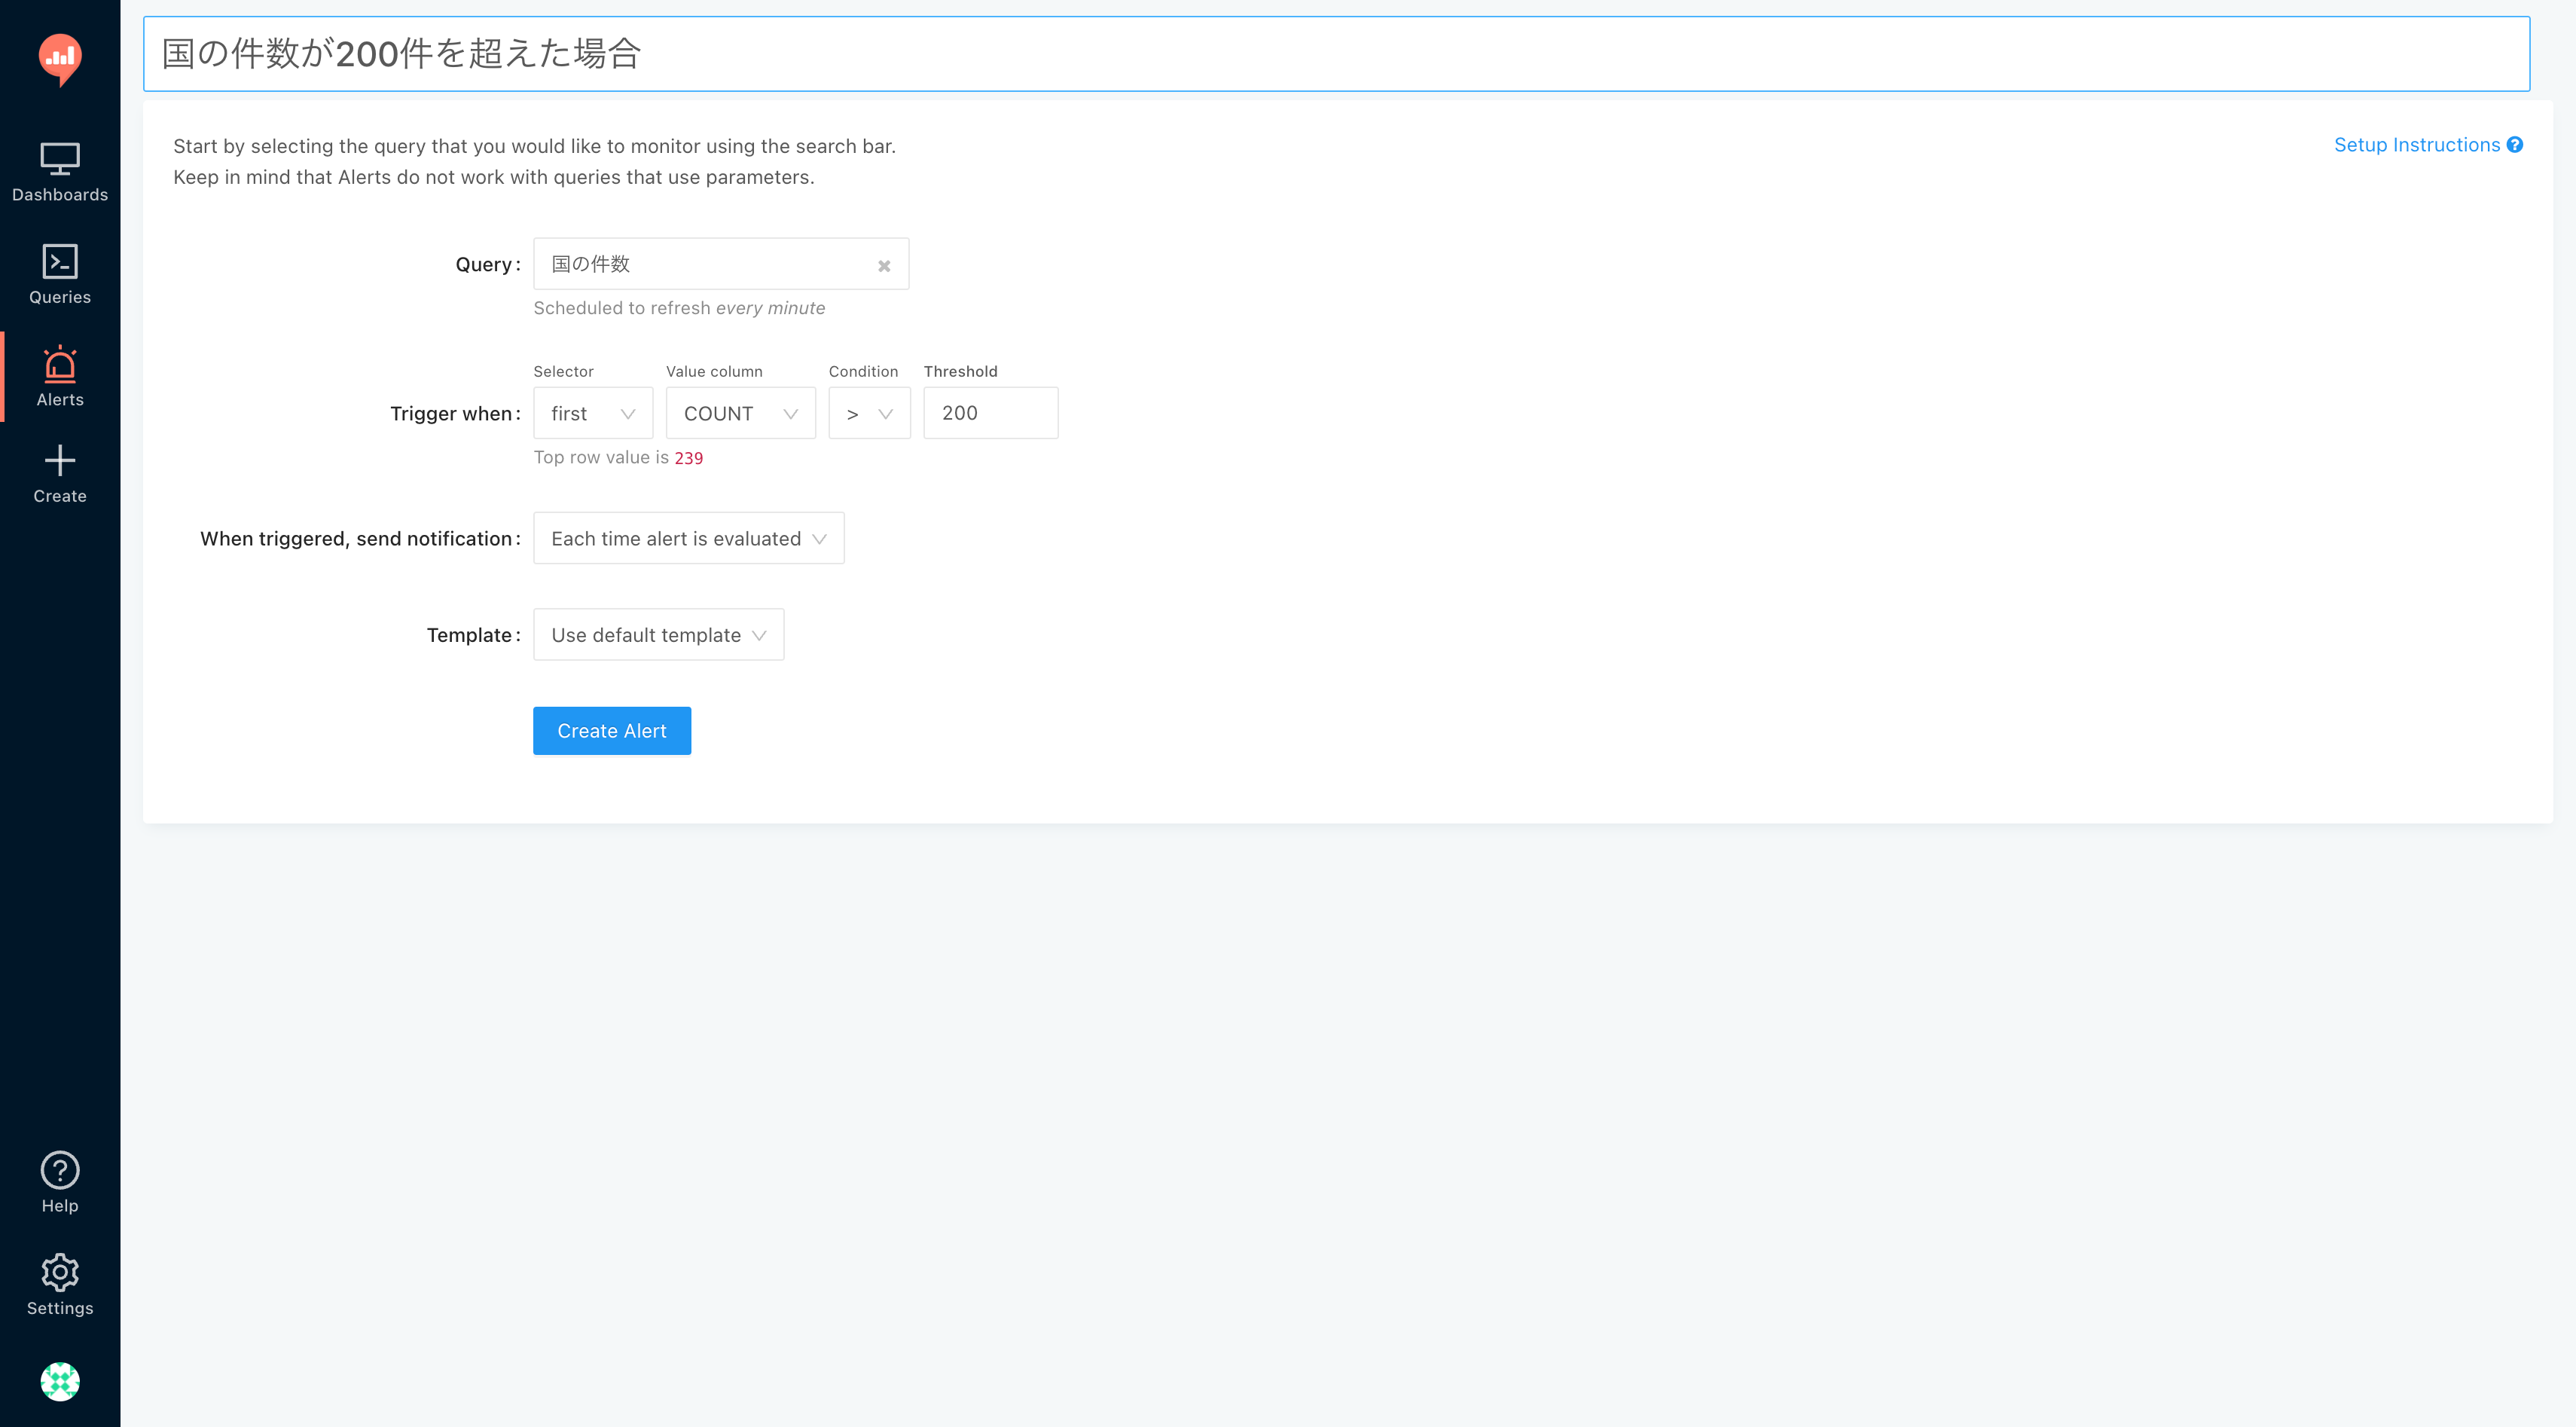 国の件数が200件を超えた場合
Dashboards
Queries
Alerts
Create
Help
Settings
Start by selecting the query that you would like to monitor using the search bar.
Keep in mind that Alerts do not work with queries that use parameters.
Setup Instructions
Query:
国の件数
Scheduled to refresh every minute
Selector Value column Condition Threshold
Trigger when: first COUNT > 200
Top row value is 239
When triggered, send notification: Each time alert is evaluated
Template: Use default template
Create Alert